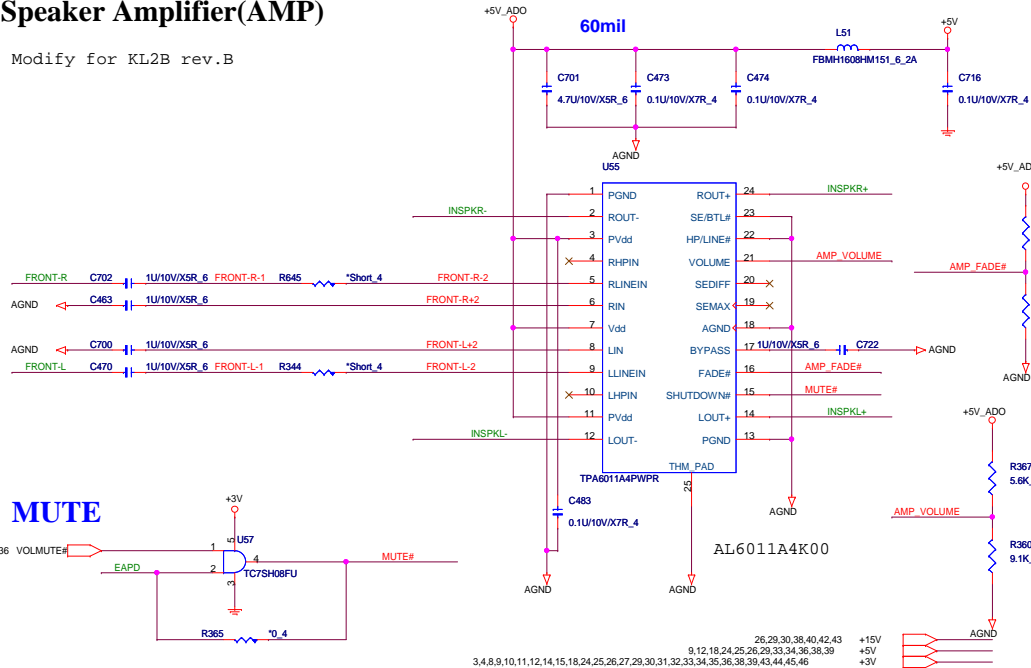 Speaker Amplifier(AMP)
Modify for KL2B rev.B
+5V_ADO
60mil
L51
FBMH1608HM151_6_2A
+5V
C701
4.7U/10V/X5R_6
C473
0.1U/10V/X7R_4
C474
0.1U/10V/X7R_4
C716
0.1U/10V/X7R_4
AGND
U55
1 PGND
2 ROUT-
3 PVdd
4 RHPIN
5 RLINEIN
6 RIN
7 Vdd
8 LIN
9 LLINEIN
10 LHPIN
11 PVdd
12 LOUT-
ROUT+ 24
SE/BTL# 23
HP/LINE# 22
VOLUME 21
SEDIFF 20
SEMAX 19
AGND 18
BYPASS 17
FADE# 16
SHUTDOWN# 15
LOUT+ 14
PGND 13
THM_PAD
25
TPA6011A4PWPR
INSPKR-
FRONT-R C702 1U/10V/X5R_6 FRONT-R-1 R645 *Short_4 FRONT-R-2
AGND C463 1U/10V/X5R_6 FRONT-R+2
AGND C700 1U/10V/X5R_6 FRONT-L+2
FRONT-L C470 1U/10V/X5R_6 FRONT-L-1 R344 *Short_4 FRONT-L-2
INSPKL-
INSPKR+
AMP_VOLUME
1U/10V/X5R_6 C722 AGND
AMP_FADE#
MUTE#
INSPKL+
AGND
C483
0.1U/10V/X7R_4
AGND
AGND
AL6011A4K00
+5V_AD
AMP_FADE#
AGND
+5V_ADO
R367
5.6K_
AMP_VOLUME
R360
9.1K_
AGND
MUTE
+3V
U57
36 VOLMUTE#
EAPD
1
2
5
4
3
TC7SH08FU
MUTE#
R365 *0_4
26,29,30,38,40,42,43 +15V
9,12,18,24,25,26,29,33,34,36,38,39 +5V
3,4,8,9,10,11,12,14,15,18,24,25,26,27,29,30,31,32,33,34,35,36,38,39,43,44,45,46 +3V